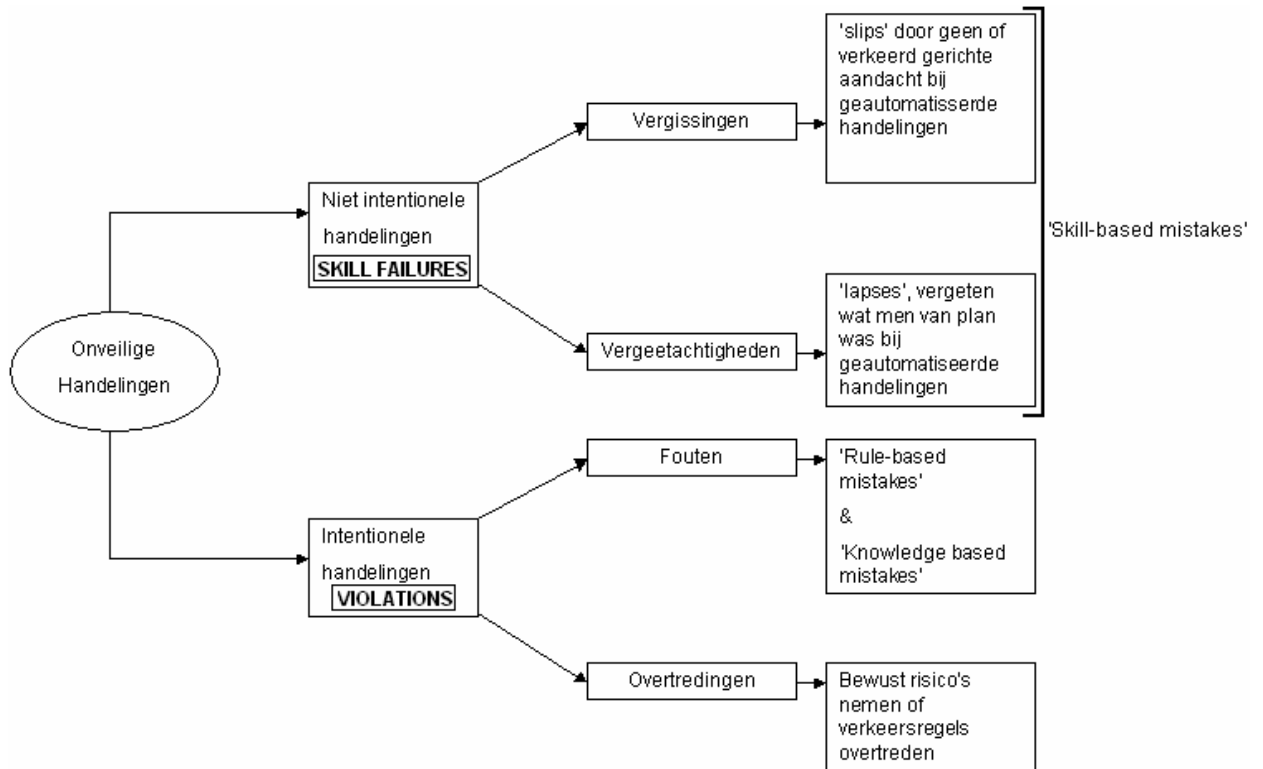 'slips' door geen of
verkeerd gerichte
aandacht bij
geautomatisserde
handelingen
Vergissingen
Niet intentionele
handelingen
SKILL FAILURES
'Skill-based mistakes'
'lapses', vergeten
wat men van plan
was bij
geautomatiseerde
handelingen
Vergeetachtigheden
Onveilige
Handelingen
Fouten
'Rule-based
mistakes'
&
'Knowledge based
mistakes'
Intentionele
handelingen
VIOLATIONS
Overtredingen
Bewust risico's
nemen of
verkeersregels
overtreden